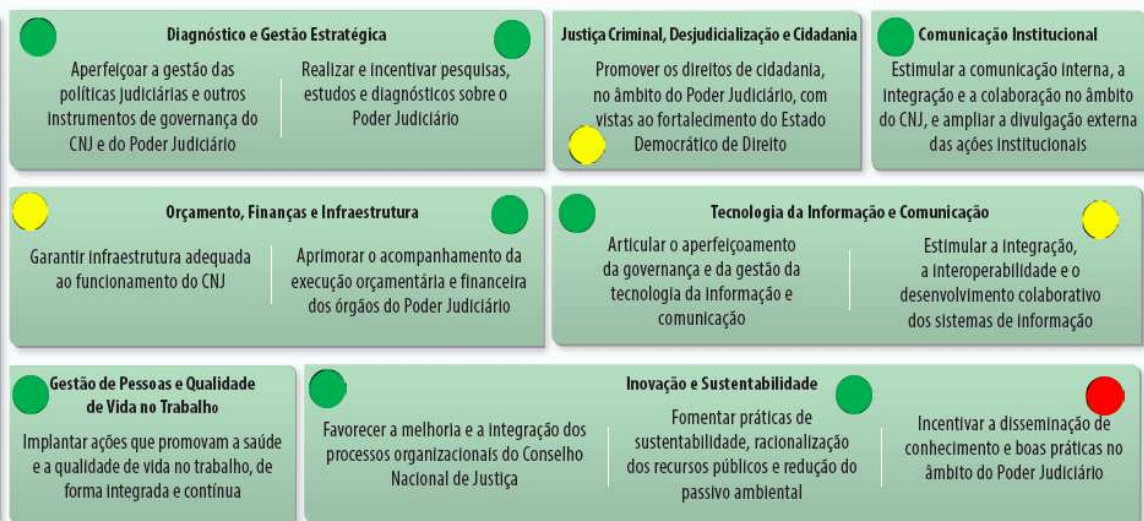 Diagnóstico e Gestão Estratégica
Aperfeiçoar a gestão das
políticas judiciárias e outros
instrumentos de governança do
CNJ e do Poder Judiciário
Realizar e incentivar pesquisas,
estudos e diagnósticos sobre o
Poder Judiciário
Justiça Criminal, Desjudicialização e Cidadania
Promover os direitos de cidadania,
no âmbito do Poder Judiciário, com
vistas ao fortalecimento do Estado
Democrático de Direito
Comunicação Institucional
Estimular a comunicação interna, a
integração e a colaboração no âmbito
do CNJ, e ampliar a divulgação externa
das ações institucionais
Orçamento, Finanças e Infraestrutura
Garantir infraestrutura adequada
ao funcionamento do CNJ
Aprimorar o acompanhamento da
execução orçamentária e financeira
dos órgãos do Poder Judiciário
Tecnologia da Informação e Comunicação
Articular o aperfeiçoamento
da governança e da gestão da
tecnologia da informação e
comunicação
Estimular a integração,
a interoperabilidade e o
desenvolvimento colaborativo
dos sistemas de informação
Gestão de Pessoas e Qualidade
de Vida no Trabalho
Implantar ações que promovam a saúde
e a qualidade de vida no trabalho, de
forma integrada e contínua
Inovação e Sustentabilidade
Favorecer a melhoria e a integração dos
processos organizacionais do Conselho
Nacional de Justiça
Fomentar práticas de
sustentabilidade, racionalização
dos recursos públicos e redução do
passivo ambiental
Incentivar a disseminação de
conhecimento e boas práticas no
âmbito do Poder Judiciário